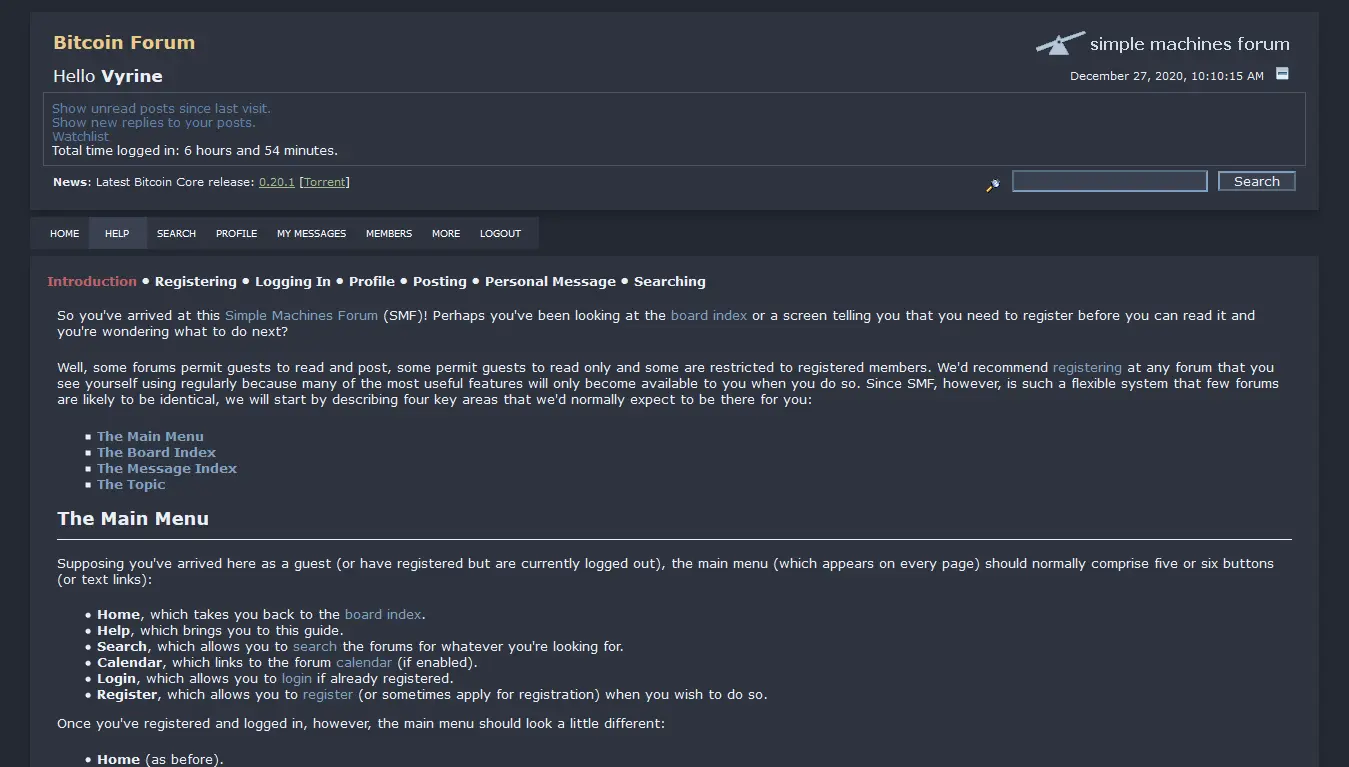 Bitcoin Forum
simple machines forum
Hello Vyrine
December 27, 2020, 10:10:15 AM
Show unread posts since last visit.
Show new replies to your posts.
Watchlist
Total time logged in: 6 hours and 54 minutes.
News: Latest Bitcoin Core release: 0.20.1 [Torrent]
Search
HOME HELP SEARCH PROFILE MY MESSAGES MEMBERS MORE LOGOUT
Introduction ● Registering ● Logging In ● Profile ● Posting ● Personal Message ● Searching
So you've arrived at this Simple Machines Forum (SMF)! Perhaps you've been looking at the board index or a screen telling you that you need to register before you can read it and
you're wondering what to do next?
Well, some forums permit guests to read and post, some permit guests to read only and some are restricted to registered members. We'd recommend registering at any forum that you
see yourself using regularly because many of the most useful features will only become available to you when you do so. Since SMF, however, is such a flexible system that few forums
are likely to be identical, we will start by describing four key areas that we'd normally expect to be there for you:
▪ The Main Menu
▪ The Board Index
▪ The Message Index
▪ The Topic
The Main Menu
Supposing you've arrived here as a guest (or have registered but are currently logged out), the main menu (which appears on every page) should normally comprise five or six buttons
(or text links):
• Home, which takes you back to the board index.
• Help, which brings you to this guide.
• Search, which allows you to search the forums for whatever you're looking for.
• Calendar, which links to the forum calendar (if enabled).
• Login, which allows you to login if already registered.
• Register, which allows you to register (or sometimes apply for registration) when you wish to do so.
Once you've registered and logged in, however, the main menu should look a little different:
• Home (as before).